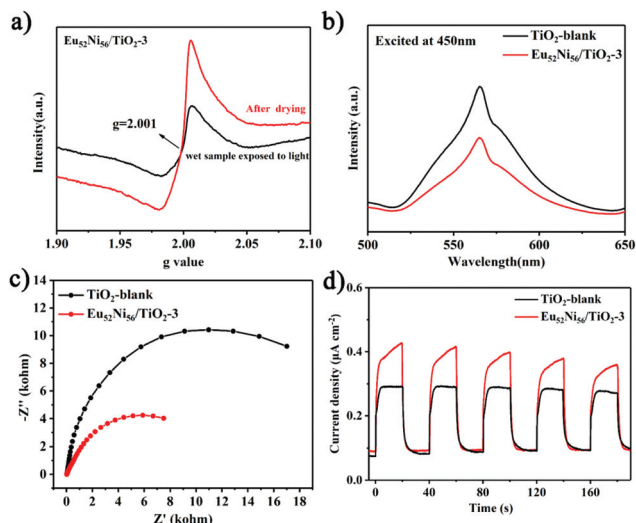 a)
Eu₅₂Ni₅₆/TiO₂-3
After drying
g=2.001
wet sample exposed to light
Intensity(a.u.)
1.90 1.95 2.00 2.05 2.10
g value
b)
Excited at 450nm
TiO₂-blank
Eu₅₂Ni₅₆/TiO₂-3
Intensity(a.u.)
500 550 600 650
Wavelength(nm)
c)
TiO₂-blank
Eu₅₂Ni₅₆/TiO₂-3
-Z'' (kohm)
14
12
10
8
6
4
2
0
0 2 4 6 8 10 12 14 16 18
Z' (kohm)
d)
TiO₂-blank
Eu₅₂Ni₅₆/TiO₂-3
Current density (μA cm⁻²)
0.6
0.4
0.2
0.0
0 40 80 120 160
Time (s)